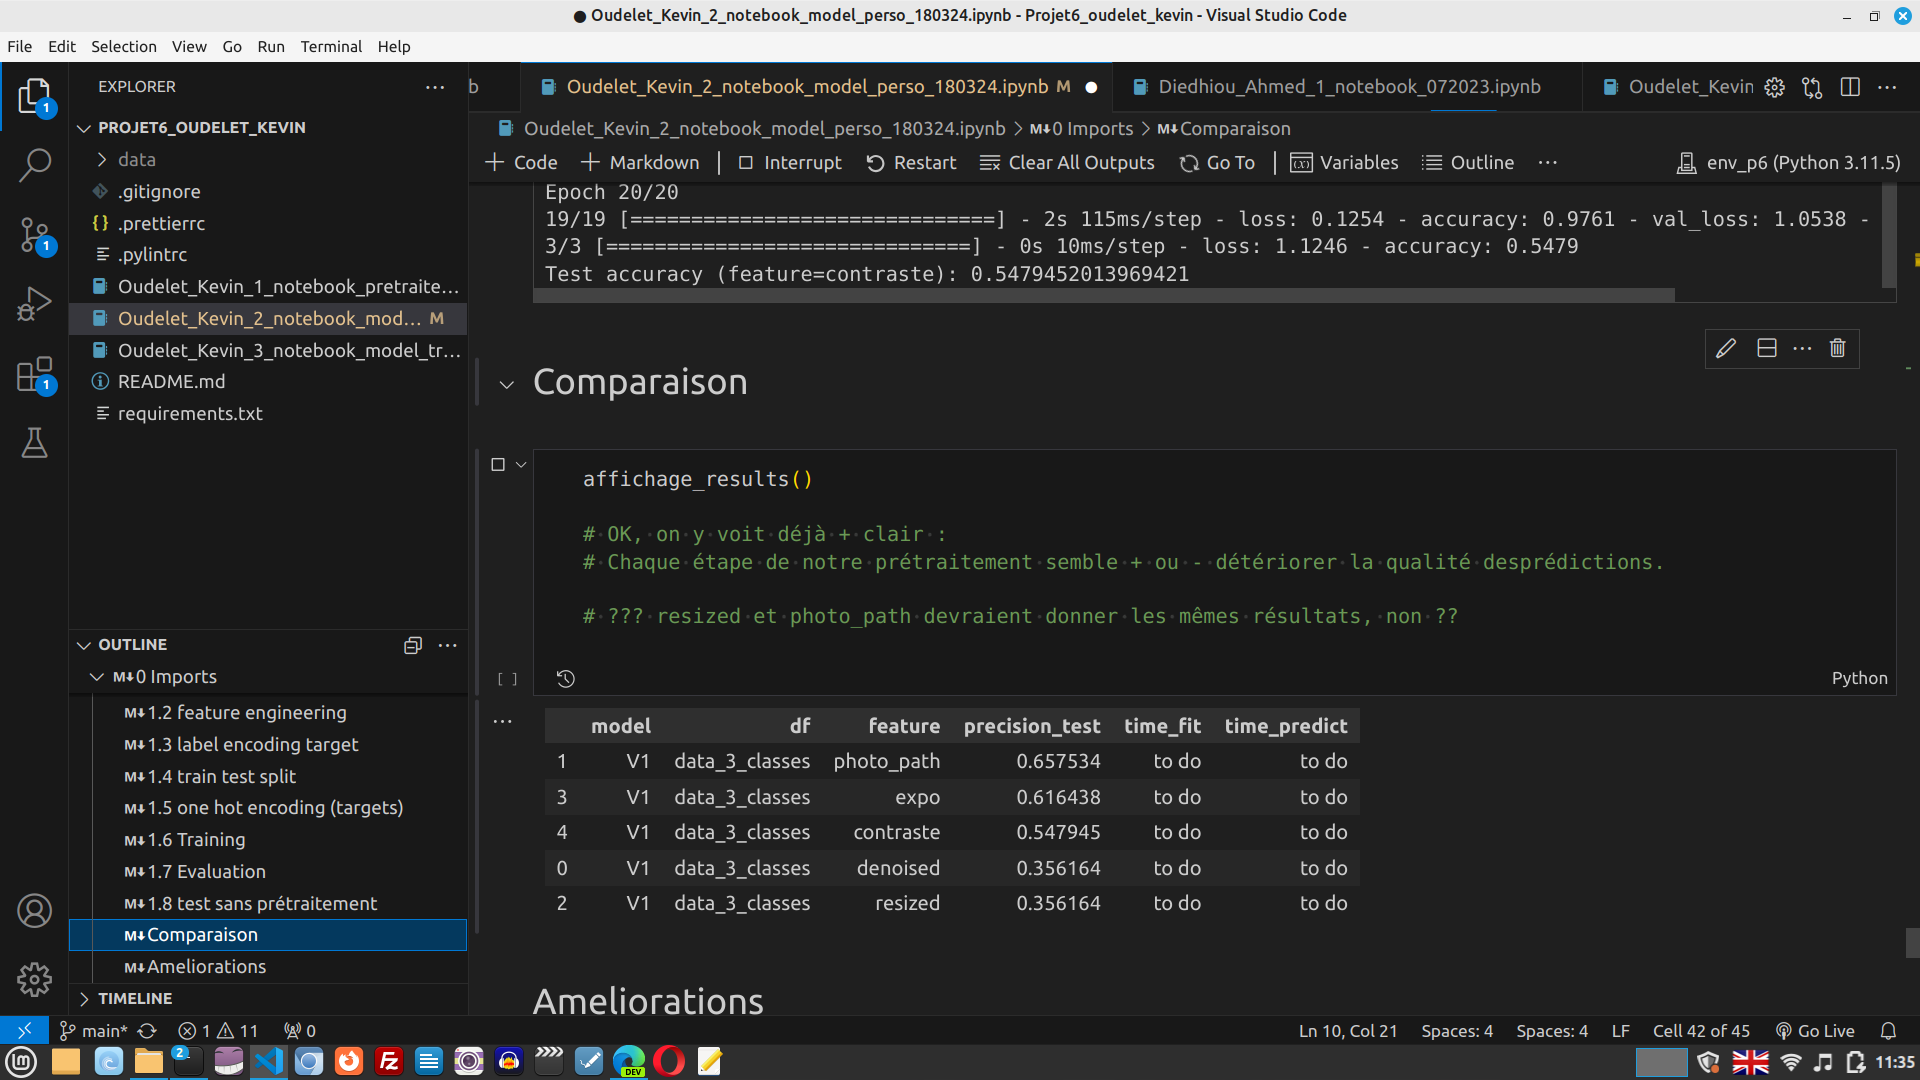 ● Oudelet_Kevin_2_notebook_model_perso_180324.ipynb - Projet6_oudelet_kevin - Visual Studio Code
File Edit Selection View Go Run Terminal Help
EXPLORER
b
Oudelet_Kevin_2_notebook_model_perso_180324.ipynb M
Diedhiou_Ahmed_1_notebook_072023.ipynb
Oudelet_Kevin
PROJET6_OUDELET_KEVIN
data
.gitignore
.prettierrc
.pylintrc
Oudelet_Kevin_1_notebook_pretraite...
Oudelet_Kevin_2_notebook_mod... M
Oudelet_Kevin_3_notebook_model_tr...
README.md
requirements.txt
OUTLINE
0 Imports
1.2 feature engineering
1.3 label encoding target
1.4 train test split
1.5 one hot encoding (targets)
1.6 Training
1.7 Evaluation
1.8 test sans prétraitement
Comparaison
Ameliorations
TIMELINE
Oudelet_Kevin_2_notebook_model_perso_180324.ipynb > 0 Imports > Comparaison
+ Code + Markdown | Interrupt Restart Clear All Outputs Go To | Variables Outline ... env_p6 (Python 3.11.5)
Epoch 20/20
19/19 [==============================] - 2s 115ms/step - loss: 0.1254 - accuracy: 0.9761 - val_loss: 1.0538 -
3/3 [==============================] - 0s 10ms/step - loss: 1.1246 - accuracy: 0.5479
Test accuracy (feature=contraste): 0.5479452013969421
Comparaison
affichage_results()
# OK, on y voit déjà + clair :
# Chaque étape de notre prétraitement semble + ou - détériorer la qualité desprédictions.
# ??? resized et photo_path devraient donner les mêmes résultats, non ??
[ ]
Python
model df feature precision_test time_fit time_predict
1 V1 data_3_classes photo_path 0.657534 to do to do
3 V1 data_3_classes expo 0.616438 to do to do
4 V1 data_3_classes contraste 0.547945 to do to do
0 V1 data_3_classes denoised 0.356164 to do to do
2 V1 data_3_classes resized 0.356164 to do to do
Ameliorations
main* 1 11 0 Ln 10, Col 21 Spaces: 4 Spaces: 4 LF Cell 42 of 45 Go Live
2 DEV 11:35